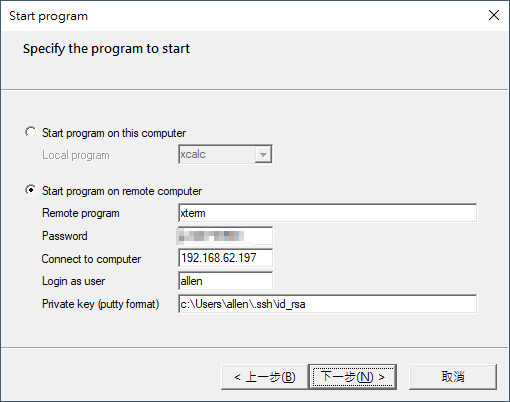 Start program
Specify the program to start
Start program on this computer
Local program
xcalc
Start program on remote computer
Remote program
xterm
Password
Connect to computer
192.168.62.197
Login as user
allen
Private key (putty format)
c:\Users\allen\.ssh\id_rsa
< 上一步(B)
下一步(N) >
取消